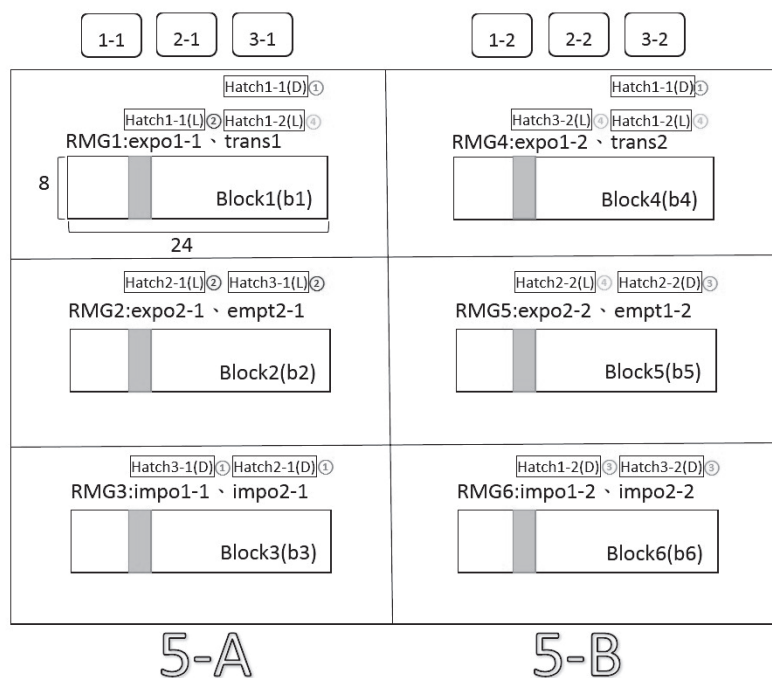 1-1 2-1 3-1 1-2 2-2 3-2
Hatch1-1(D)① Hatch1-1(D)①
Hatch1-1(L)② Hatch1-2(L)④ Hatch3-2(L)④ Hatch1-2(L)④
RMG1:expo1-1、trans1 RMG4:expo1-2、trans2
8 Block1(b1) Block4(b4)
24
Hatch2-1(L)② Hatch3-1(L)② Hatch2-2(L)④ Hatch2-2(D)③
RMG2:expo2-1、empt2-1 RMG5:expo2-2、empt1-2
Block2(b2) Block5(b5)
Hatch3-1(D)① Hatch2-1(D)① Hatch1-2(D)③ Hatch3-2(D)③
RMG3:impo1-1、impo2-1 RMG6:impo1-2、impo2-2
Block3(b3) Block6(b6)
5-A 5-B